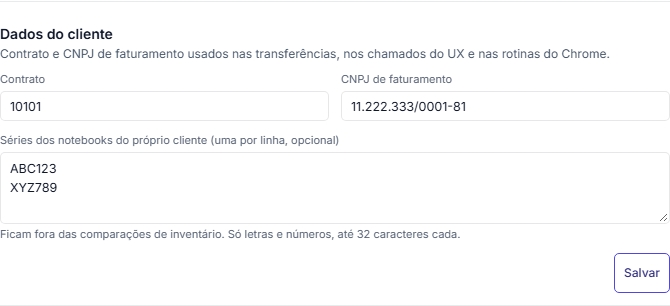 Dados do cliente
Contrato e CNPJ de faturamento usados nas transferências, nos chamados do UX e nas rotinas do Chrome.
Contrato
CNPJ de faturamento
10101
11.222.333/0001-81
Séries dos notebooks do próprio cliente (uma por linha, opcional)
ABC123
XYZ789
Ficam fora das comparações de inventário. Só letras e números, até 32 caracteres cada.
Salvar